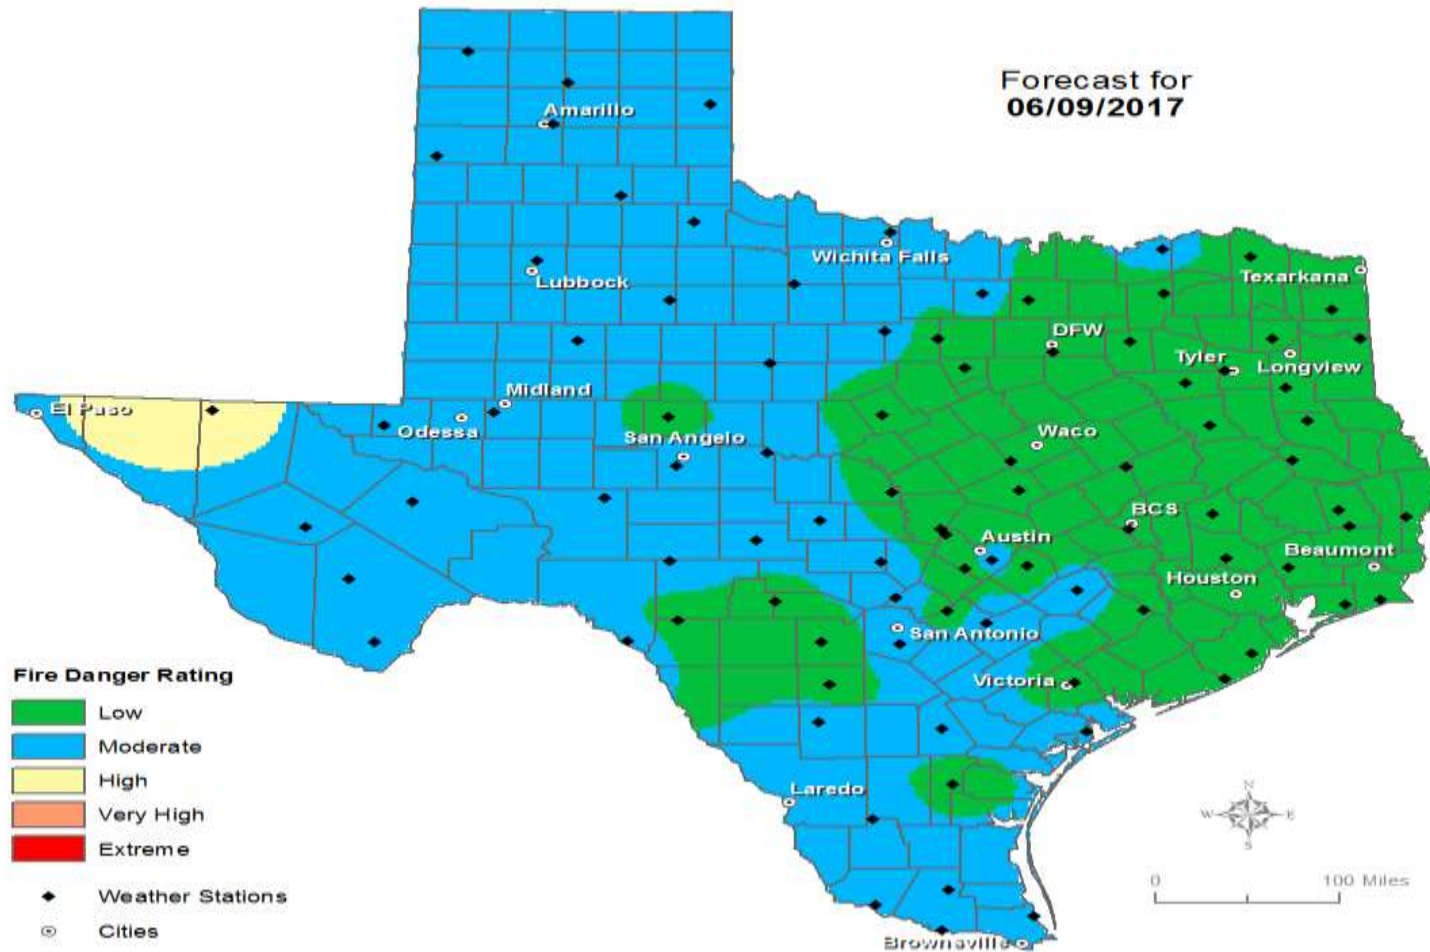 Forecast for
06/09/2017
Amarillo
Wichita Falls
Lubbock
Texarkana
DFW
Tyler
Longview
Midland
El Paso
Odessa
San Angelo
Waco
BCS
Austin
Beaumont
Houston
San Antonio
Victoria
Laredo
Brownsville
Fire Danger Rating
Low
Moderate
High
Very High
Extreme
Weather Stations
Cities
N
W E
S
0 100 Miles